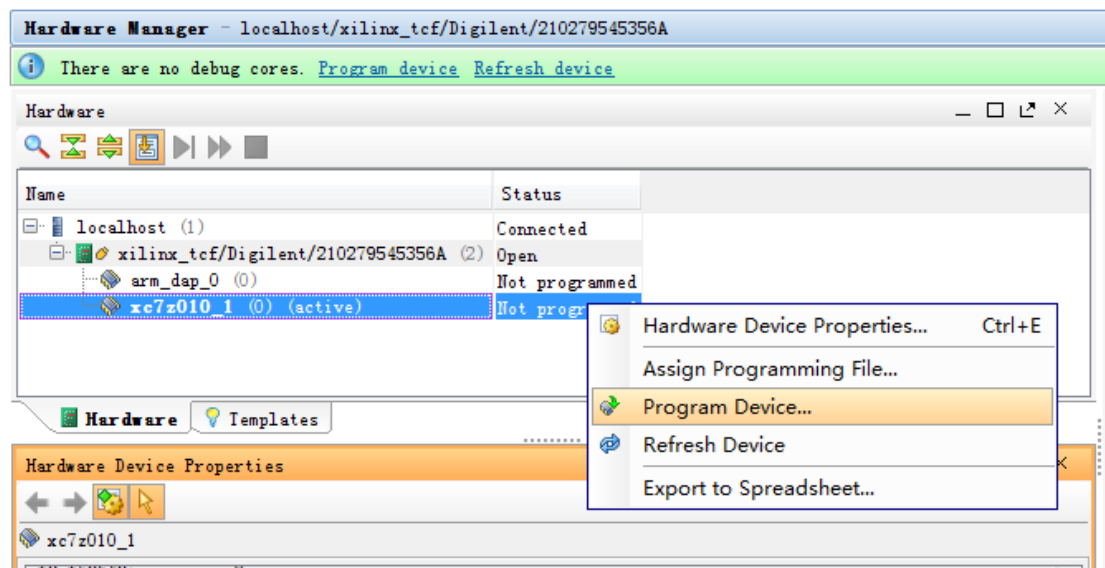 Hardware Manager - localhost/xilinx_tcf/Digilent/210279545356A
There are no debug cores. Program device Refresh device
Hardware
Name Status
localhost (1) Connected
xilinx_tcf/Digilent/210279545356A (2) Open
arm_dap_0 (0) Not programmed
xc7z010_1 (0) (active) Not progr
Hardware Device Properties... Ctrl+E
Assign Programming File...
Program Device...
Refresh Device
Export to Spreadsheet...
Hardware Templates
Hardware Device Properties
xc7z010_1